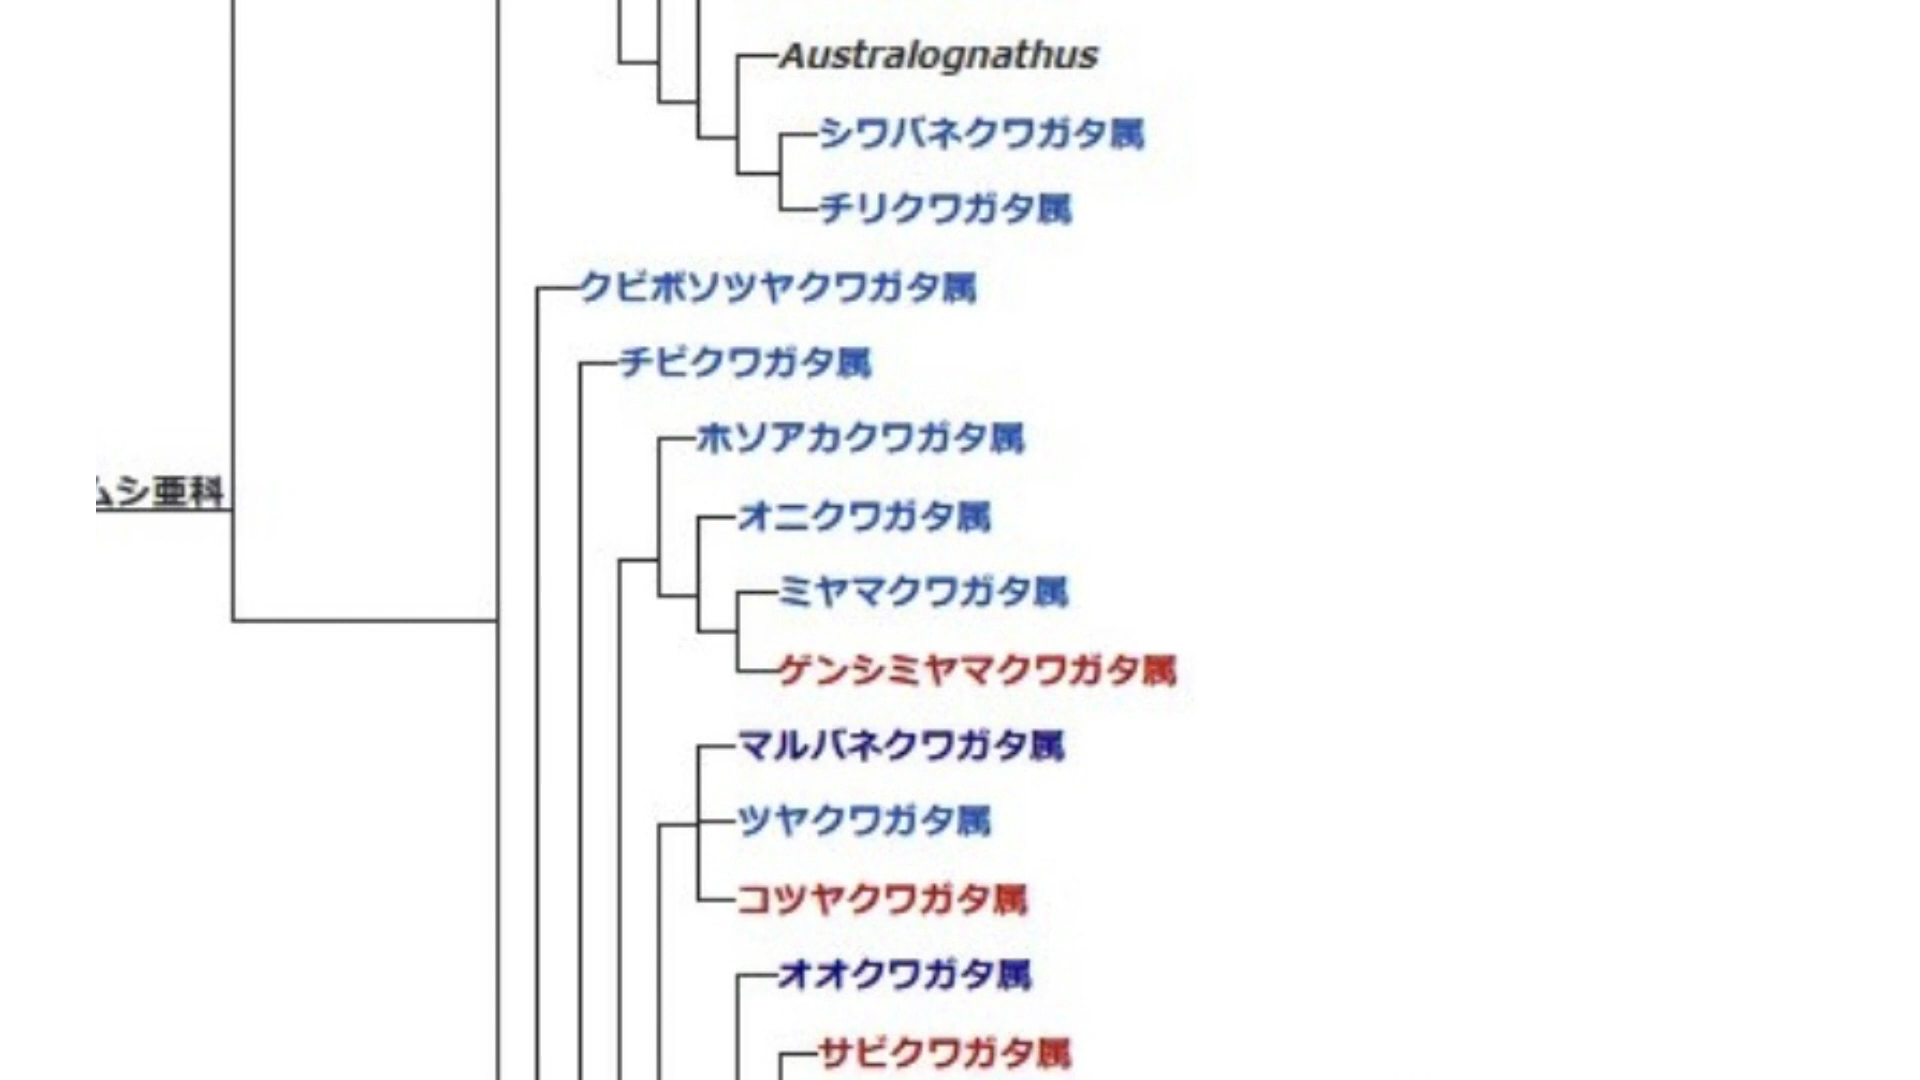 Australognathus
シワバネクワガタ属
チリクワガタ属
クビボソツヤクワガタ属
チビクワガタ属
ホソアカクワガタ属
ムシ亜科
オニクワガタ属
ミヤマクワガタ属
ゲンシミヤマクワガタ属
マルバネクワガタ属
ツヤクワガタ属
コツヤクワガタ属
オオクワガタ属
サビクワガタ属